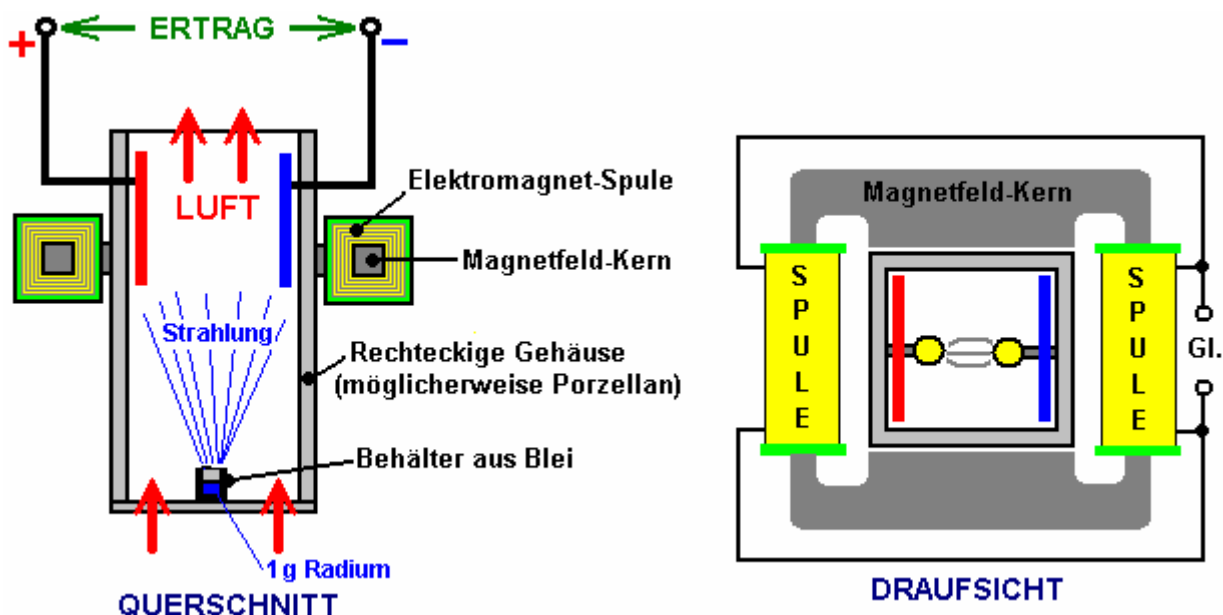 + ERTRAG –
LUFT
Elektromagnet-Spule
Magnetfeld-Kern
Strahlung
Rechteckige Gehäuse
(möglicherweise Porzellan)
Behälter aus Blei
1g Radium
QUERSCHNITT
Magnetfeld-Kern
SPULE
SPULE
Gl.
DRAUFSICHT